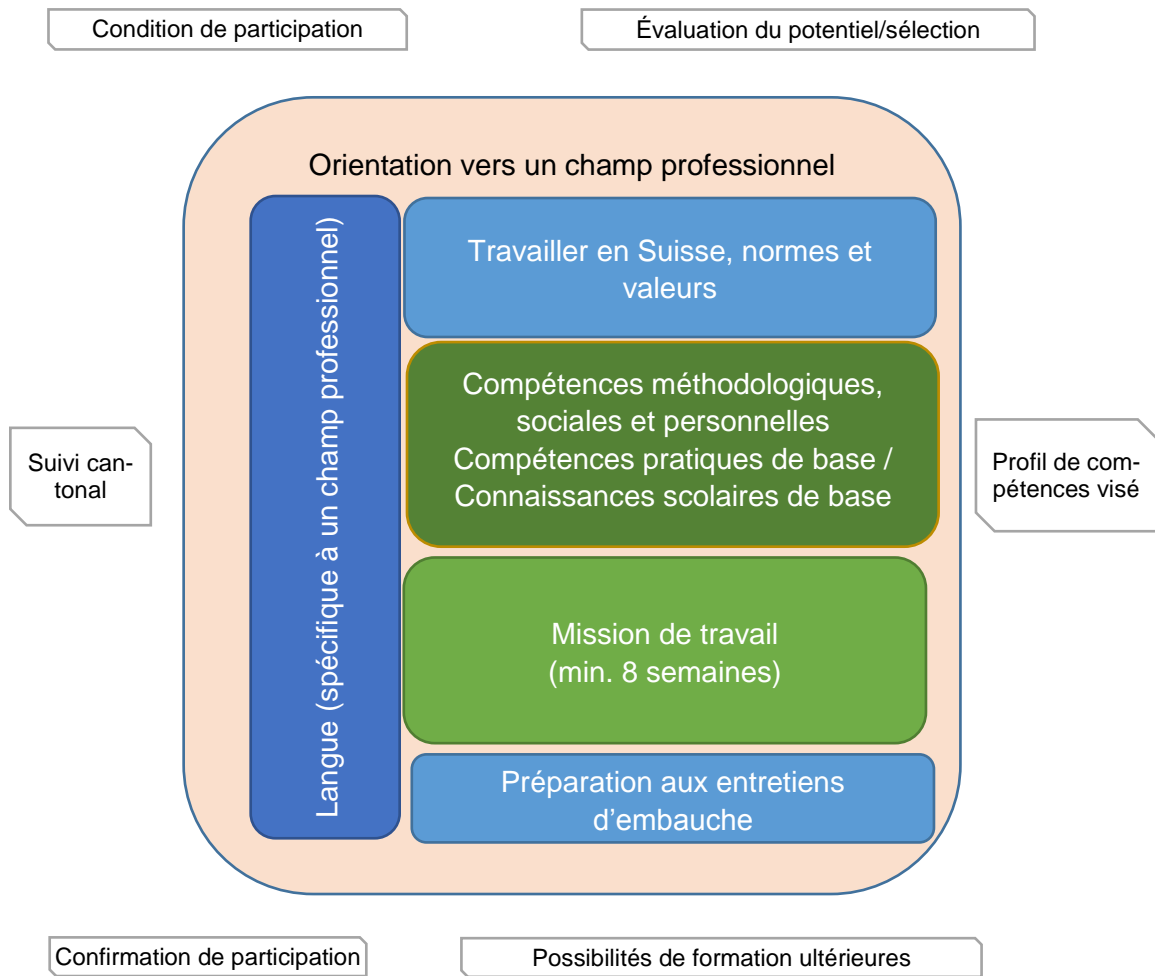 Condition de participation
Évaluation du potentiel/sélection
Orientation vers un champ professionnel
Langue (spécifique à un champ professionnel)
Travailler en Suisse, normes et
valeurs
Compétences méthodologiques,
sociales et personnelles
Compétences pratiques de base /
Connaissances scolaires de base
Suivi can-
tonal
Profil de com-
pétences visé
Mission de travail
(min. 8 semaines)
Préparation aux entretiens
d’embauche
Confirmation de participation
Possibilités de formation ultérieures